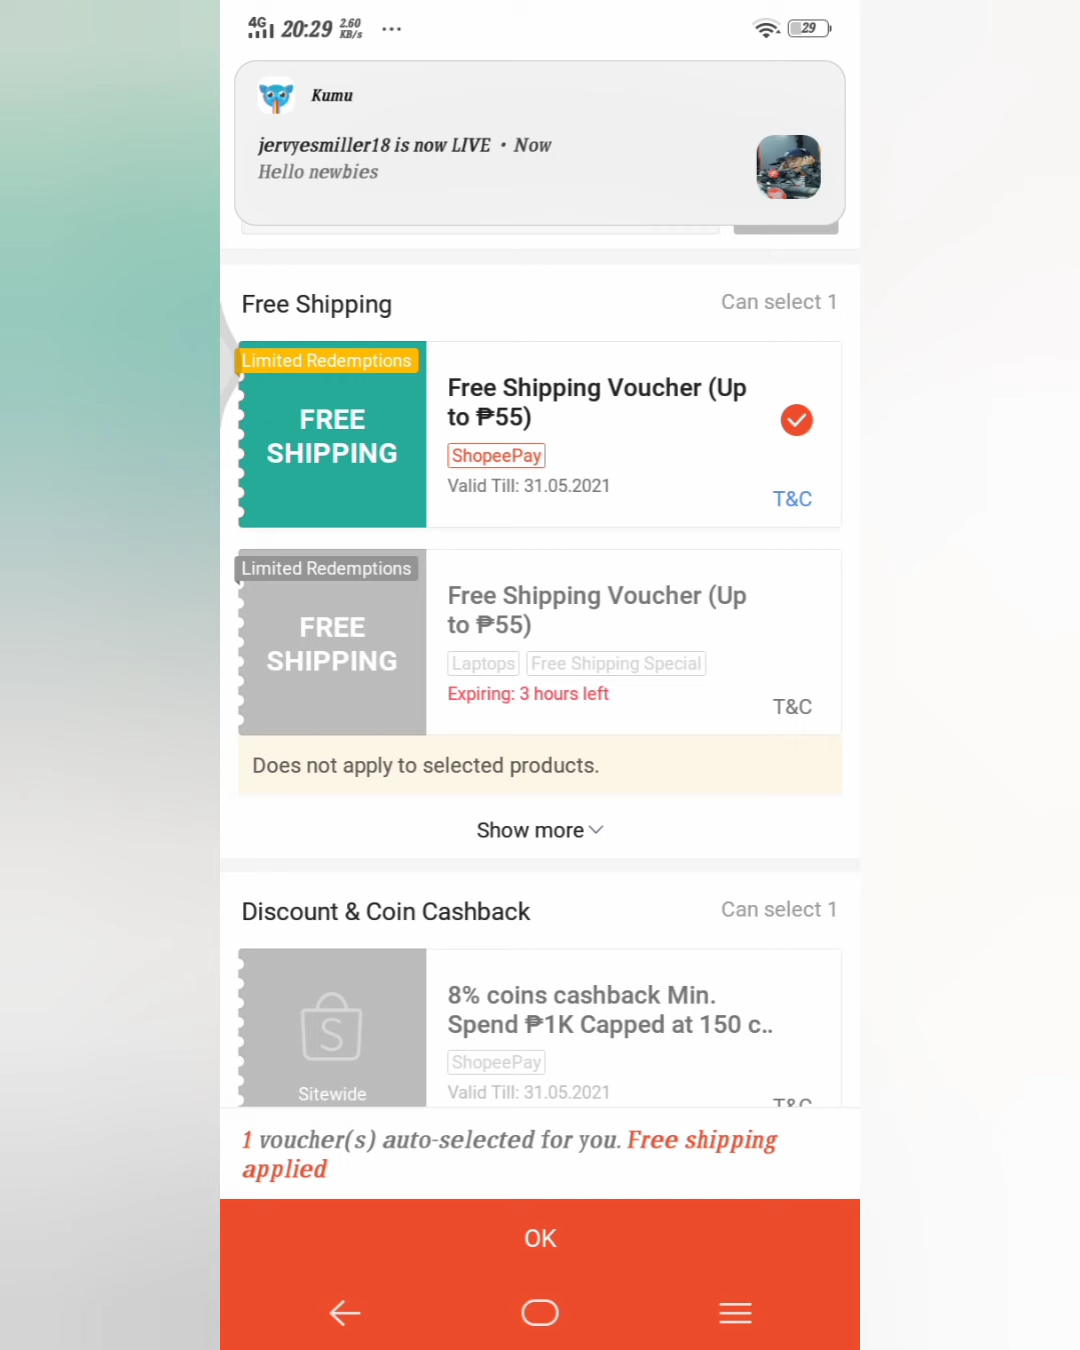 4G 20:29 2.60 KB/s ... 29
Kumu
jervyesmiller18 is now LIVE • Now
Hello newbies
Free Shipping
Can select 1
Limited Redemptions
FREE
SHIPPING
Free Shipping Voucher (Up
to ₱55)
ShopeePay
Valid Till: 31.05.2021
T&C
Limited Redemptions
FREE
SHIPPING
Free Shipping Voucher (Up
to ₱55)
Laptops Free Shipping Special
Expiring: 3 hours left
T&C
Does not apply to selected products.
Show more
Discount & Coin Cashback
Can select 1
S
Sitewide
8% coins cashback Min.
Spend ₱1K Capped at 150 c..
ShopeePay
Valid Till: 31.05.2021
T&C
1 voucher(s) auto-selected for you. Free shipping
applied
OK